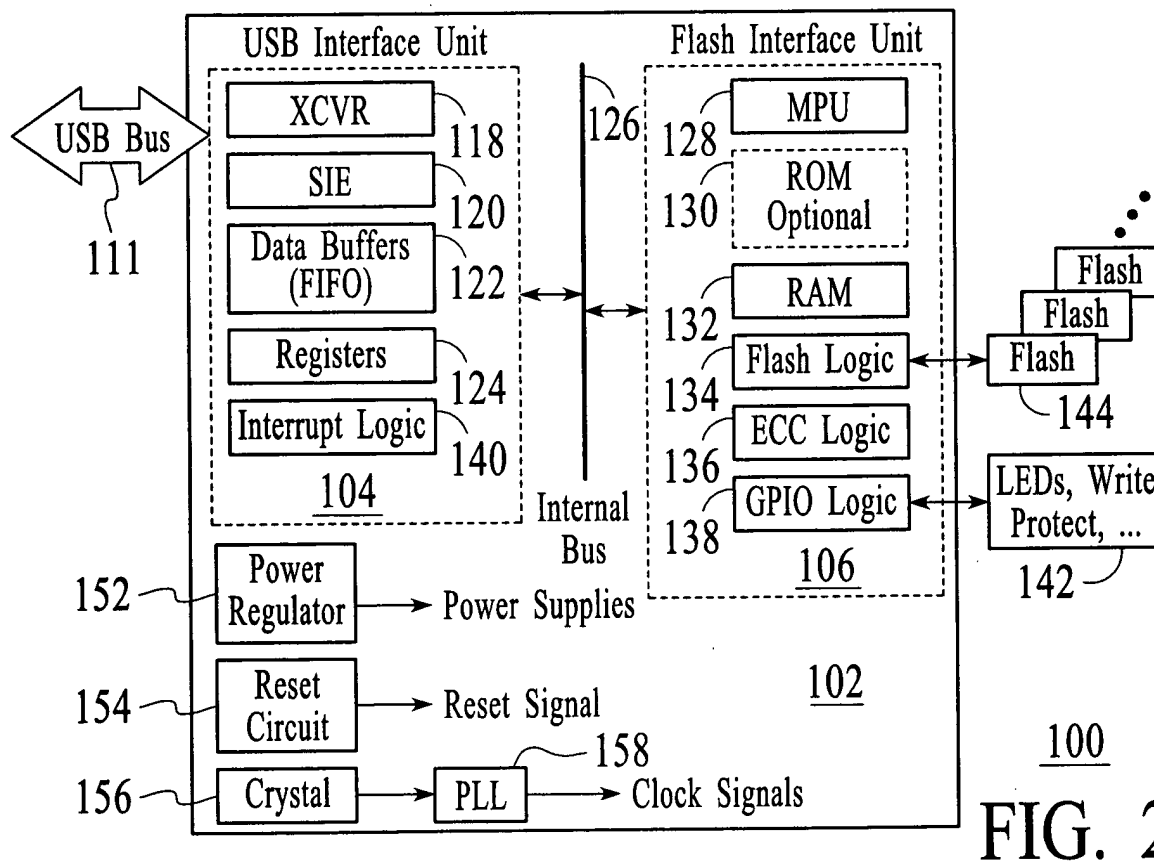 USB Interface Unit
Flash Interface Unit
USB Bus
111
XCVR
118
SIE
120
Data Buffers
(FIFO)
122
Registers
124
Interrupt Logic
140
104
126
Internal
Bus
MPU
128
ROM
Optional
130
RAM
132
Flash Logic
134
ECC Logic
136
GPIO Logic
138
106
Flash
Flash
Flash
144
LEDs, Write
Protect, ...
142
152
Power
Regulator
Power Supplies
154
Reset
Circuit
Reset Signal
156
Crystal
PLL
158
Clock Signals
102
100
FIG. 2